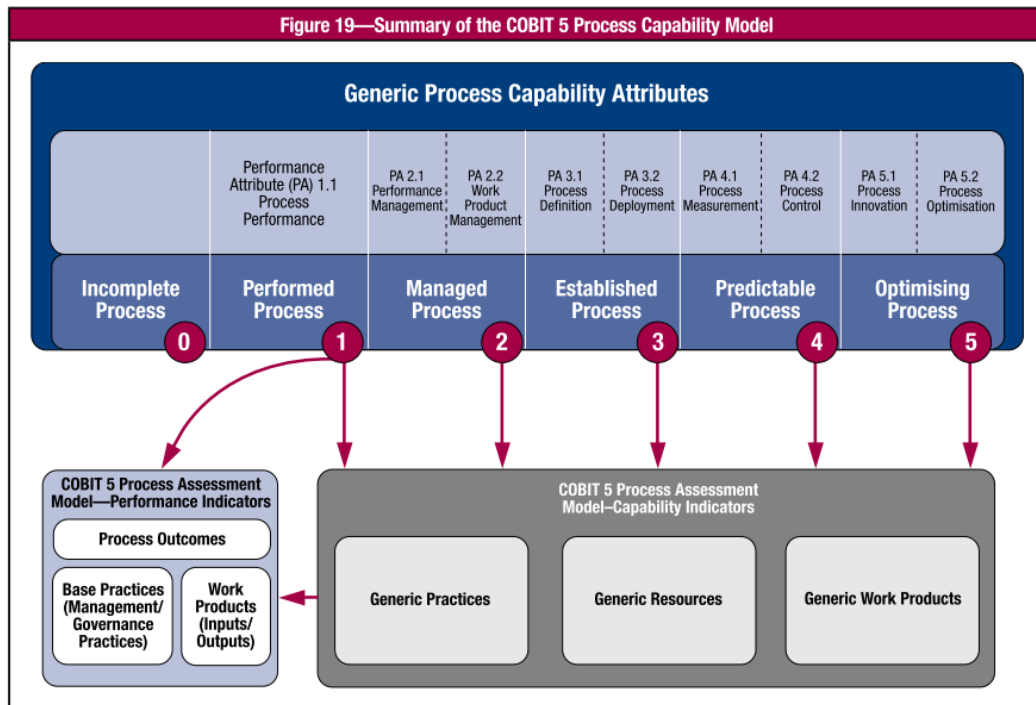 Figure 19—Summary of the COBIT 5 Process Capability Model
Generic Process Capability Attributes
Performance
Attribute (PA) 1.1
Process
Performance
PA 2.1
Performance
Management
PA 2.2
Work
Product
Management
PA 3.1
Process
Definition
PA 3.2
Process
Deployment
PA 4.1
Process
Measurement
PA 4.2
Process
Control
PA 5.1
Process
Innovation
PA 5.2
Process
Optimisation
Incomplete
Process
0
Performed
Process
1
Managed
Process
2
Established
Process
3
Predictable
Process
4
Optimising
Process
5
COBIT 5 Process Assessment
Model—Performance Indicators
Process Outcomes
Base Practices
(Management/
Governance
Practices)
Work
Products
(Inputs/
Outputs)
COBIT 5 Process Assessment
Model–Capability Indicators
Generic Practices
Generic Resources
Generic Work Products